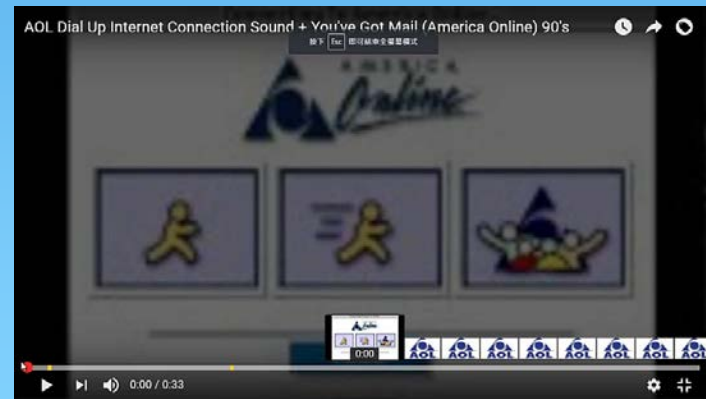 AOL Dial Up Internet Connection Sound + You've Got Mail (America Online) 90's
按下 Esc 即可結束全螢幕模式
AMERICA
Online
0:00
AOL AOL AOL AOL AOL AOL AOL AOL
0:00 / 0:33